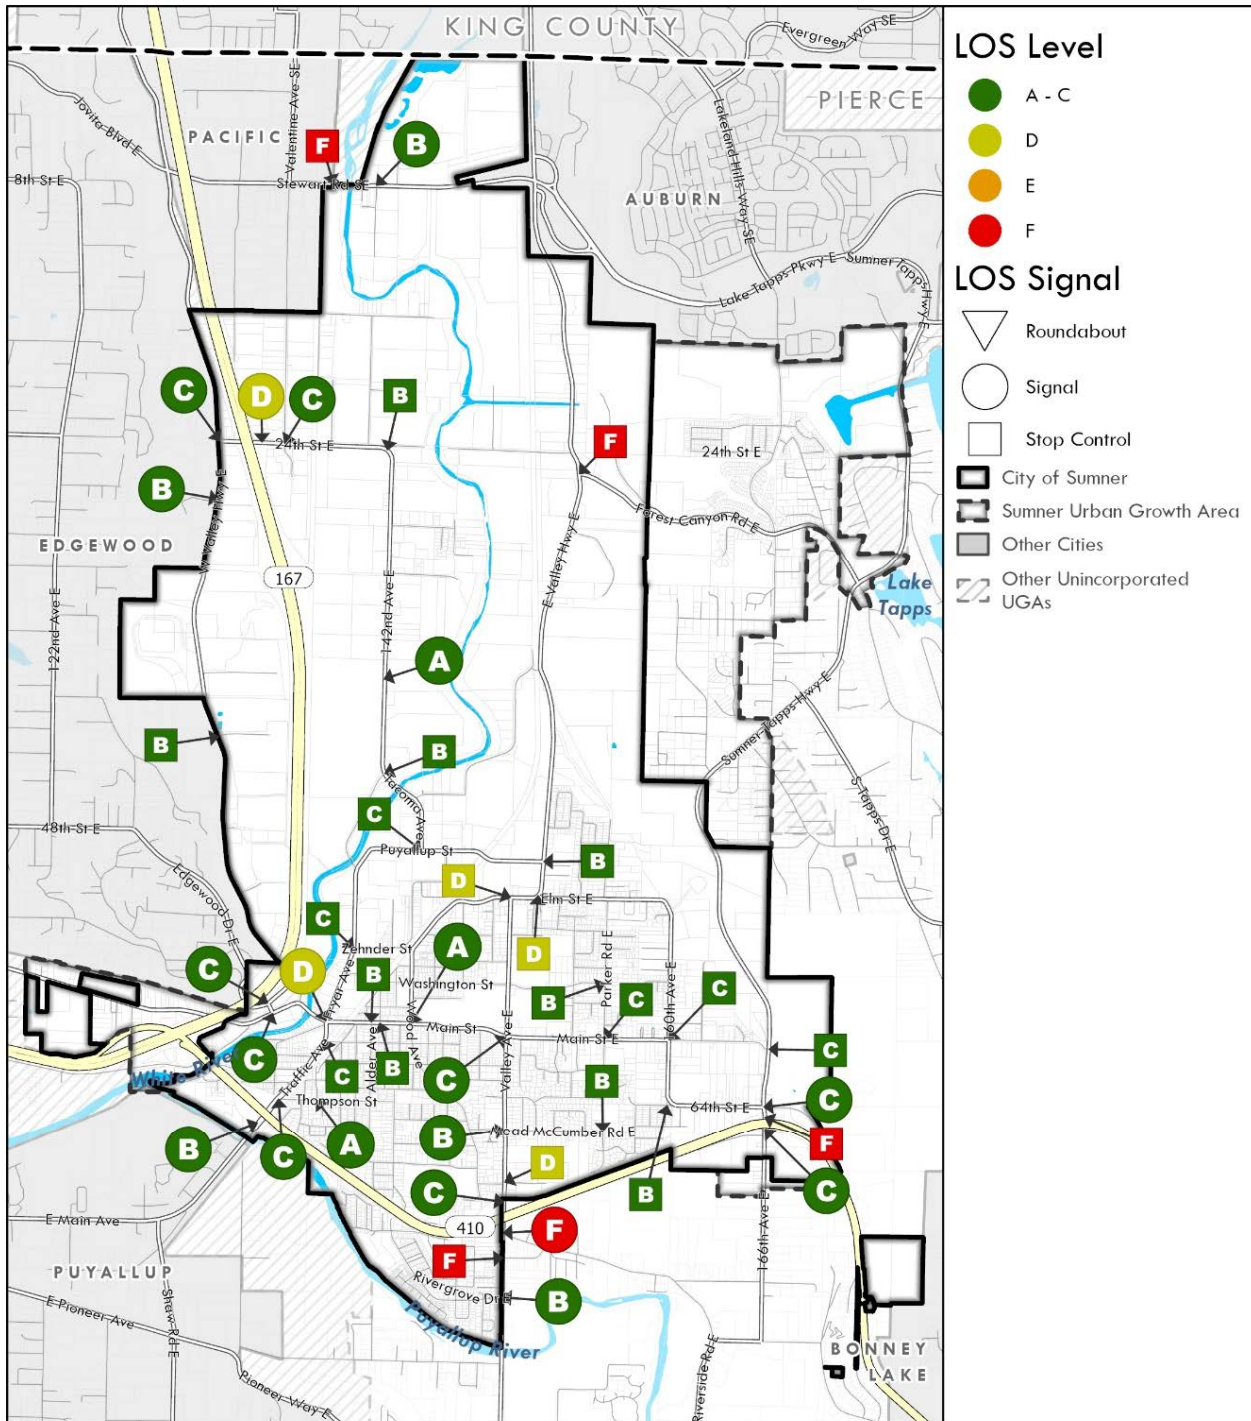 KING COUNTY
Evergreen Way SE
PIERCE
Jovita Blvd E
PACIFIC
Valentine Ave SE
F
B
Lakeland Hills Way SE
8th St E
Stewart Rd SE
AUBURN
Lake Tapps Pkwy E
Sumner Tapps Hwy E
C
D
C
B
24th St E
F
24th St E
B
W Valley Hwy E
Forest Canyon Rd E
EDGEWOOD
E Valley Hwy E
167
Lake
Tapps
122nd Ave E
142nd Ave E
A
Sumner Tapps Hwy E
B
B
Tacoma Ave
S Tapps Dr E
C
48th St E
Puyallup St
B
Edgewood Dr E
D
Elm St E
C
Zehnder St
A
D
Parker Rd E
C
D
Fryar Ave
B
Washington St
B
C
C
160th Ave E
Wood Ave
Main St
Main St E
Valley Ave E
C
White River
Traffic Ave
C
Alder Ave
B
C
B
C
Thompson St
64th St E
C
B
C
A
B
Mead McCumber Rd E
F
D
C
B
C
E Main Ave
410
F
166th Ave E
F
PUYALLUP
Rivergrove Dr E
B
E Pioneer Ave
Shaw Rd E
Puyallup River
Riverside Rd E
BONNEY
LAKE
Pioneer Way E
LOS Level
A - C
D
E
F
LOS Signal
Roundabout
Signal
Stop Control
City of Sumner
Sumner Urban Growth Area
Other Cities
Other Unincorporated
UGAs